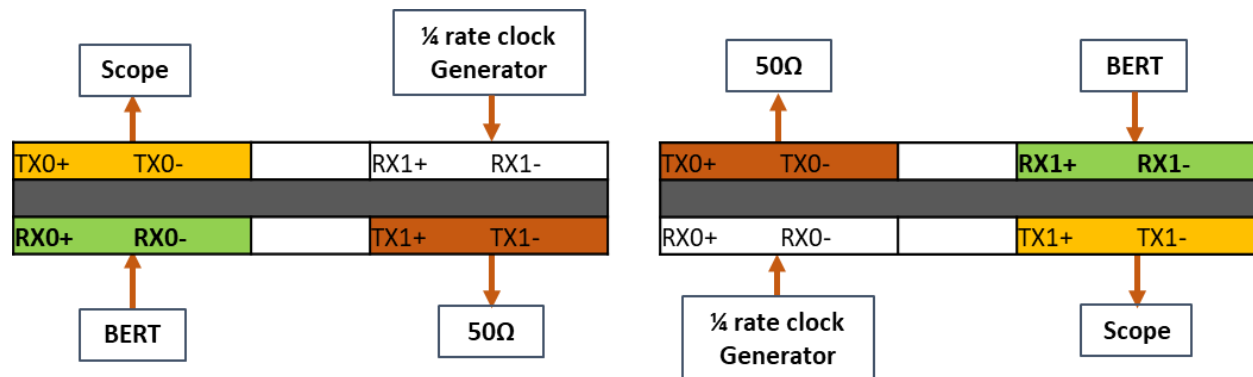 Scope
¼ rate clock
Generator
TX0+ TX0- RX1+ RX1-
RX0+ RX0- TX1+ TX1-
BERT
50Ω
50Ω
BERT
TX0+ TX0- RX1+ RX1-
RX0+ RX0- TX1+ TX1-
¼ rate clock
Generator
Scope